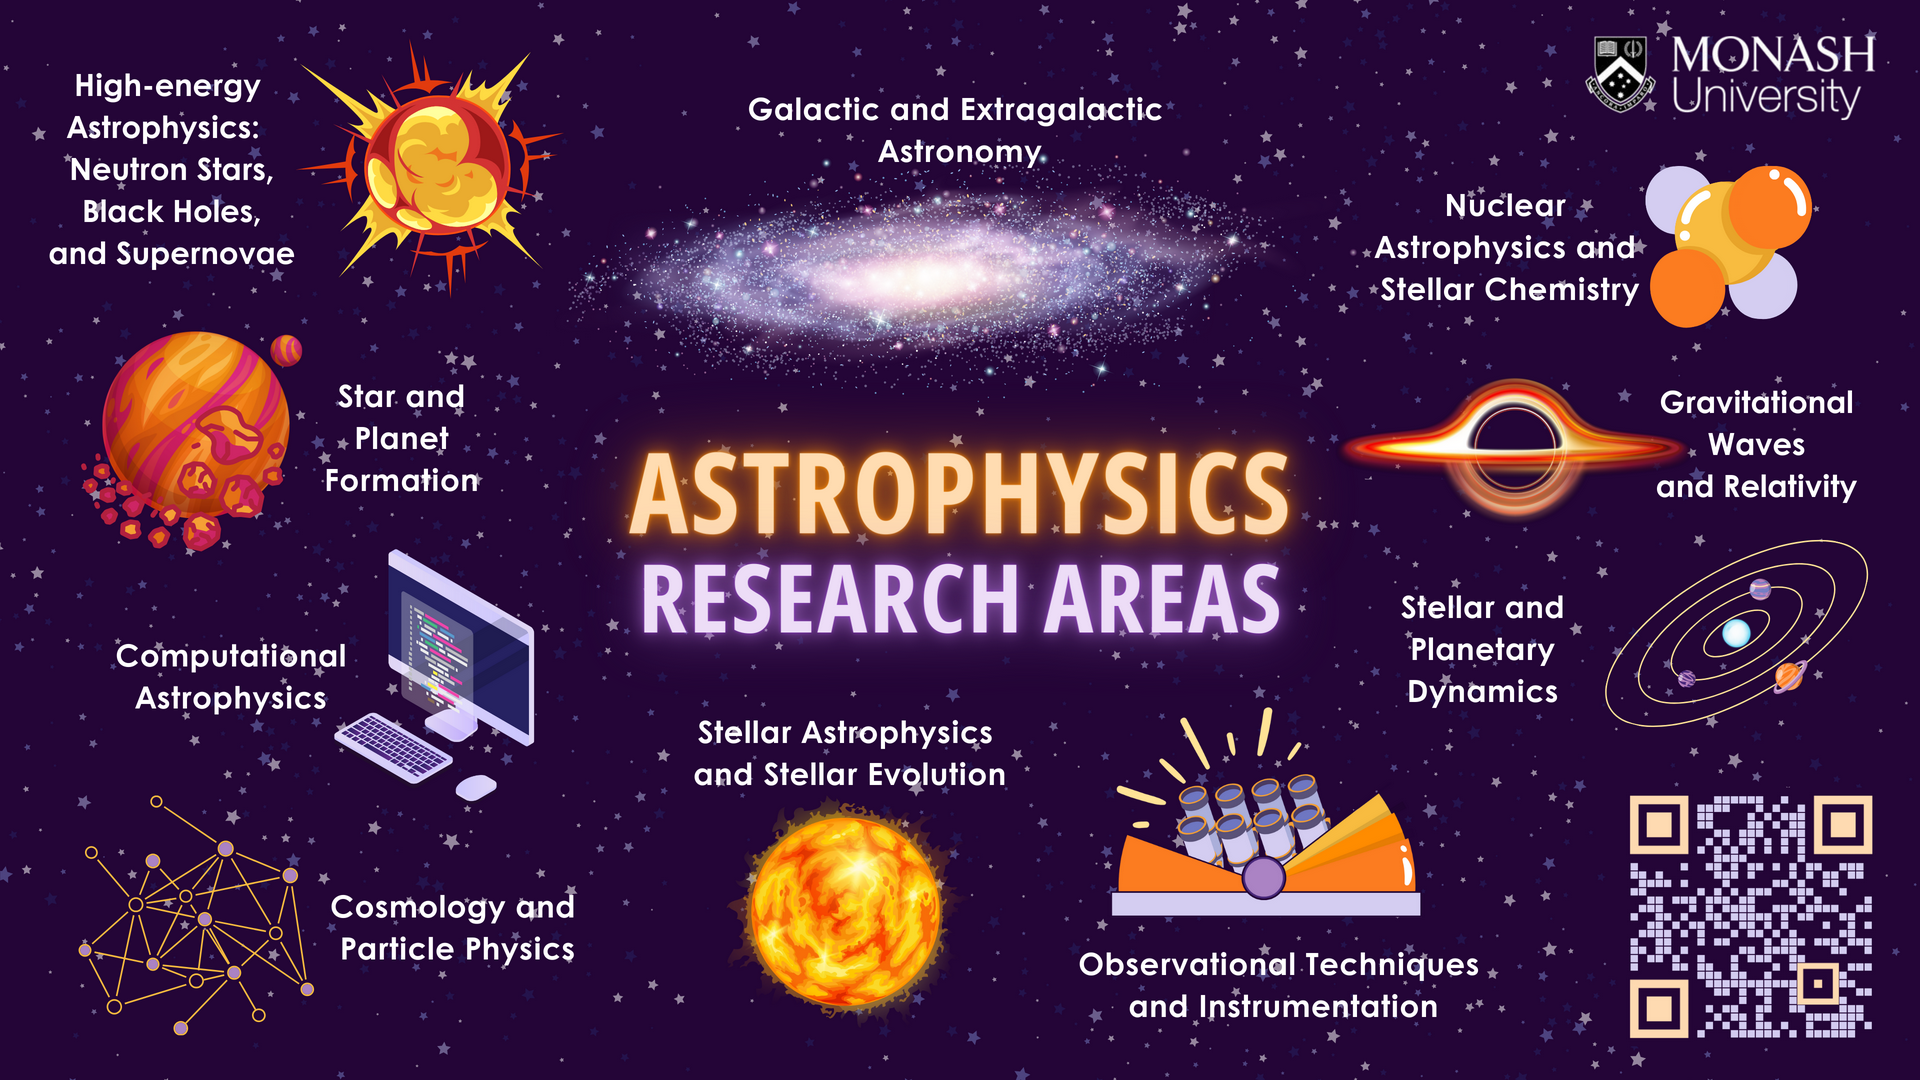 MONASH
University
High-energy
Astrophysics:
Neutron Stars,
Black Holes,
and Supernovae
Galactic and Extragalactic
Astronomy
Nuclear
Astrophysics and
Stellar Chemistry
Star and
Planet
Formation
Gravitational
Waves
and Relativity
ASTROPHYSICS
RESEARCH AREAS
Computational
Astrophysics
Stellar and
Planetary
Dynamics
Stellar Astrophysics
and Stellar Evolution
Cosmology and
Particle Physics
Observational Techniques
and Instrumentation